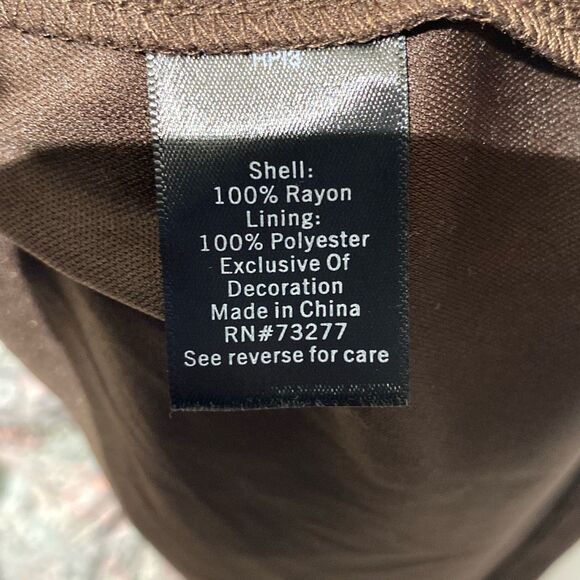 Shell:
100% Rayon
Lining:
100% Polyester
Exclusive Of
Decoration
Made in China
RN#73277
See reverse for care